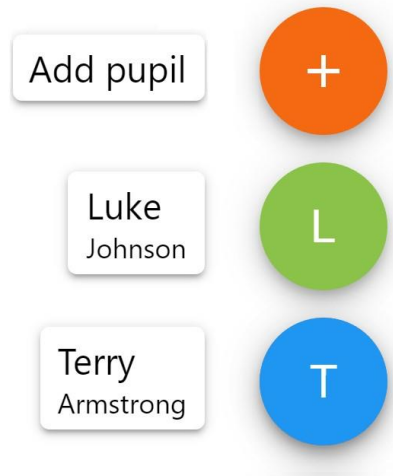 Add pupil
+
Luke
Johnson
L
Terry
Armstrong
T